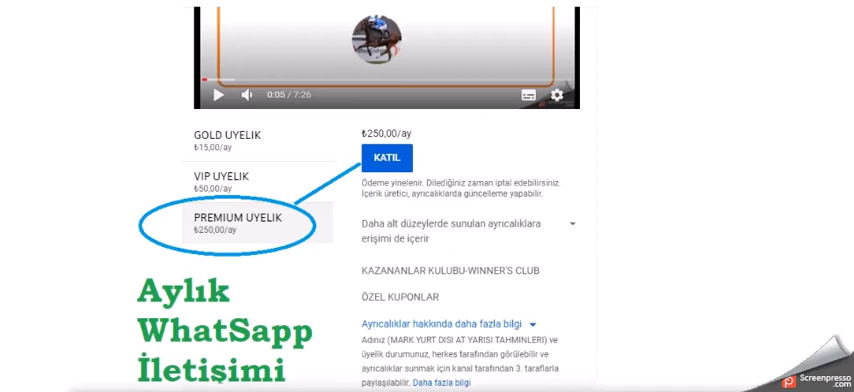 0:05 / 7:26
GOLD UYELIK
₺15,00/ay
VIP UYELIK
₺50,00/ay
PREMIUM UYELIK
₺250,00/ay
Aylık
WhatSapp
İletişimi
₺250,00/ay
KATIL
Ödeme yinelenir. Dilediğiniz zaman iptal edebilirsiniz.
İçerik üretici, ayrıcalıklarda güncelleme yapabilir.
Daha alt düzeylerde sunulan ayrıcalıklara
erişimi de içerir
KAZANANLAR KULUBU-WINNER'S CLUB
ÖZEL KUPONLAR
Ayrıcalıklar hakkında daha fazla bilgi
Adınız (MARK YURT DISI AT YARISI TAHMINLERI) ve
üyelik durumunuz, herkes tarafından görülebilir ve
ayrıcalıklar sunmak için kanal tarafından 3. taraflarla
paylaşılabilir. Daha fazla bilgi
Screenpresso
.com